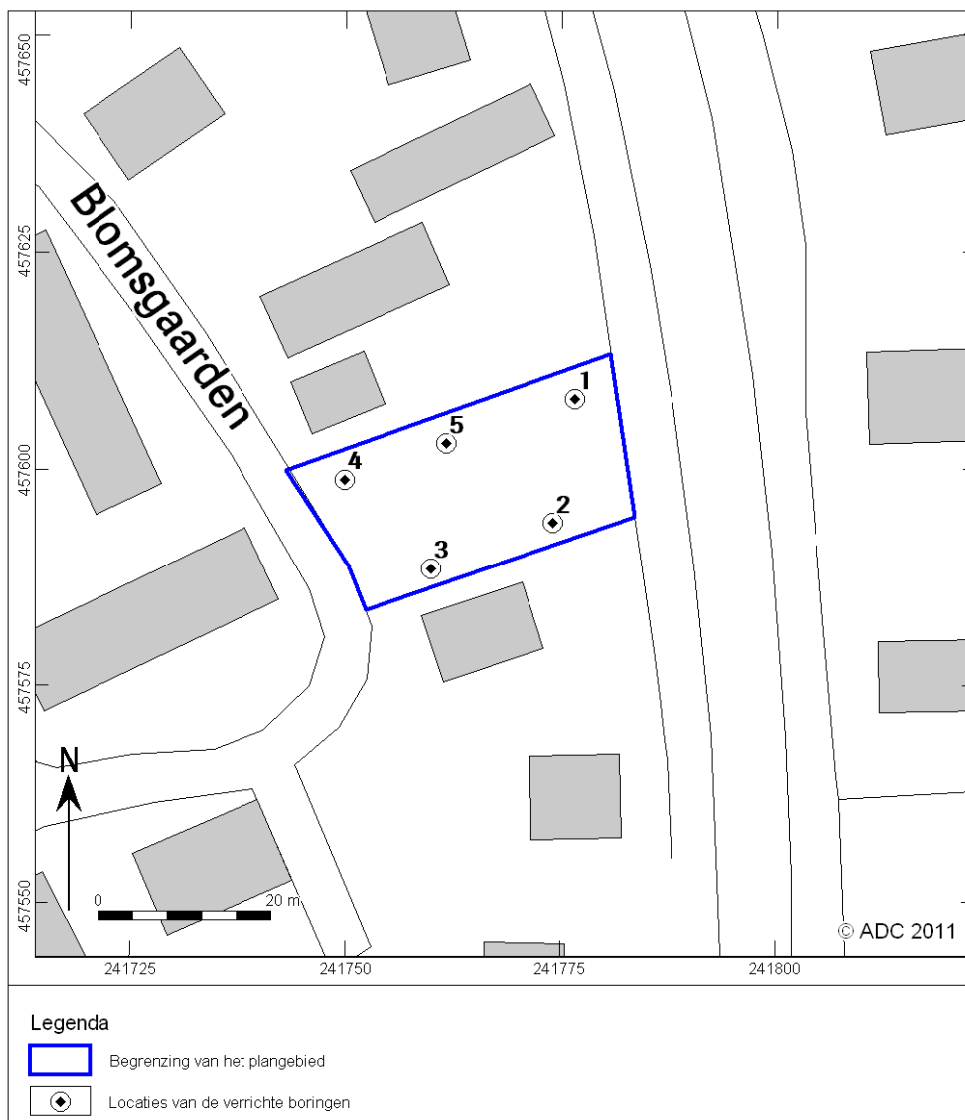 457650
457625
457600
457575
457550
Blomsgaarden
1
5
4
2
3
N
0 20 m
© ADC 2011
241725 241750 241775 241800
Legenda
Begrenzing van het plangebied
Locaties van de verrichte boringen